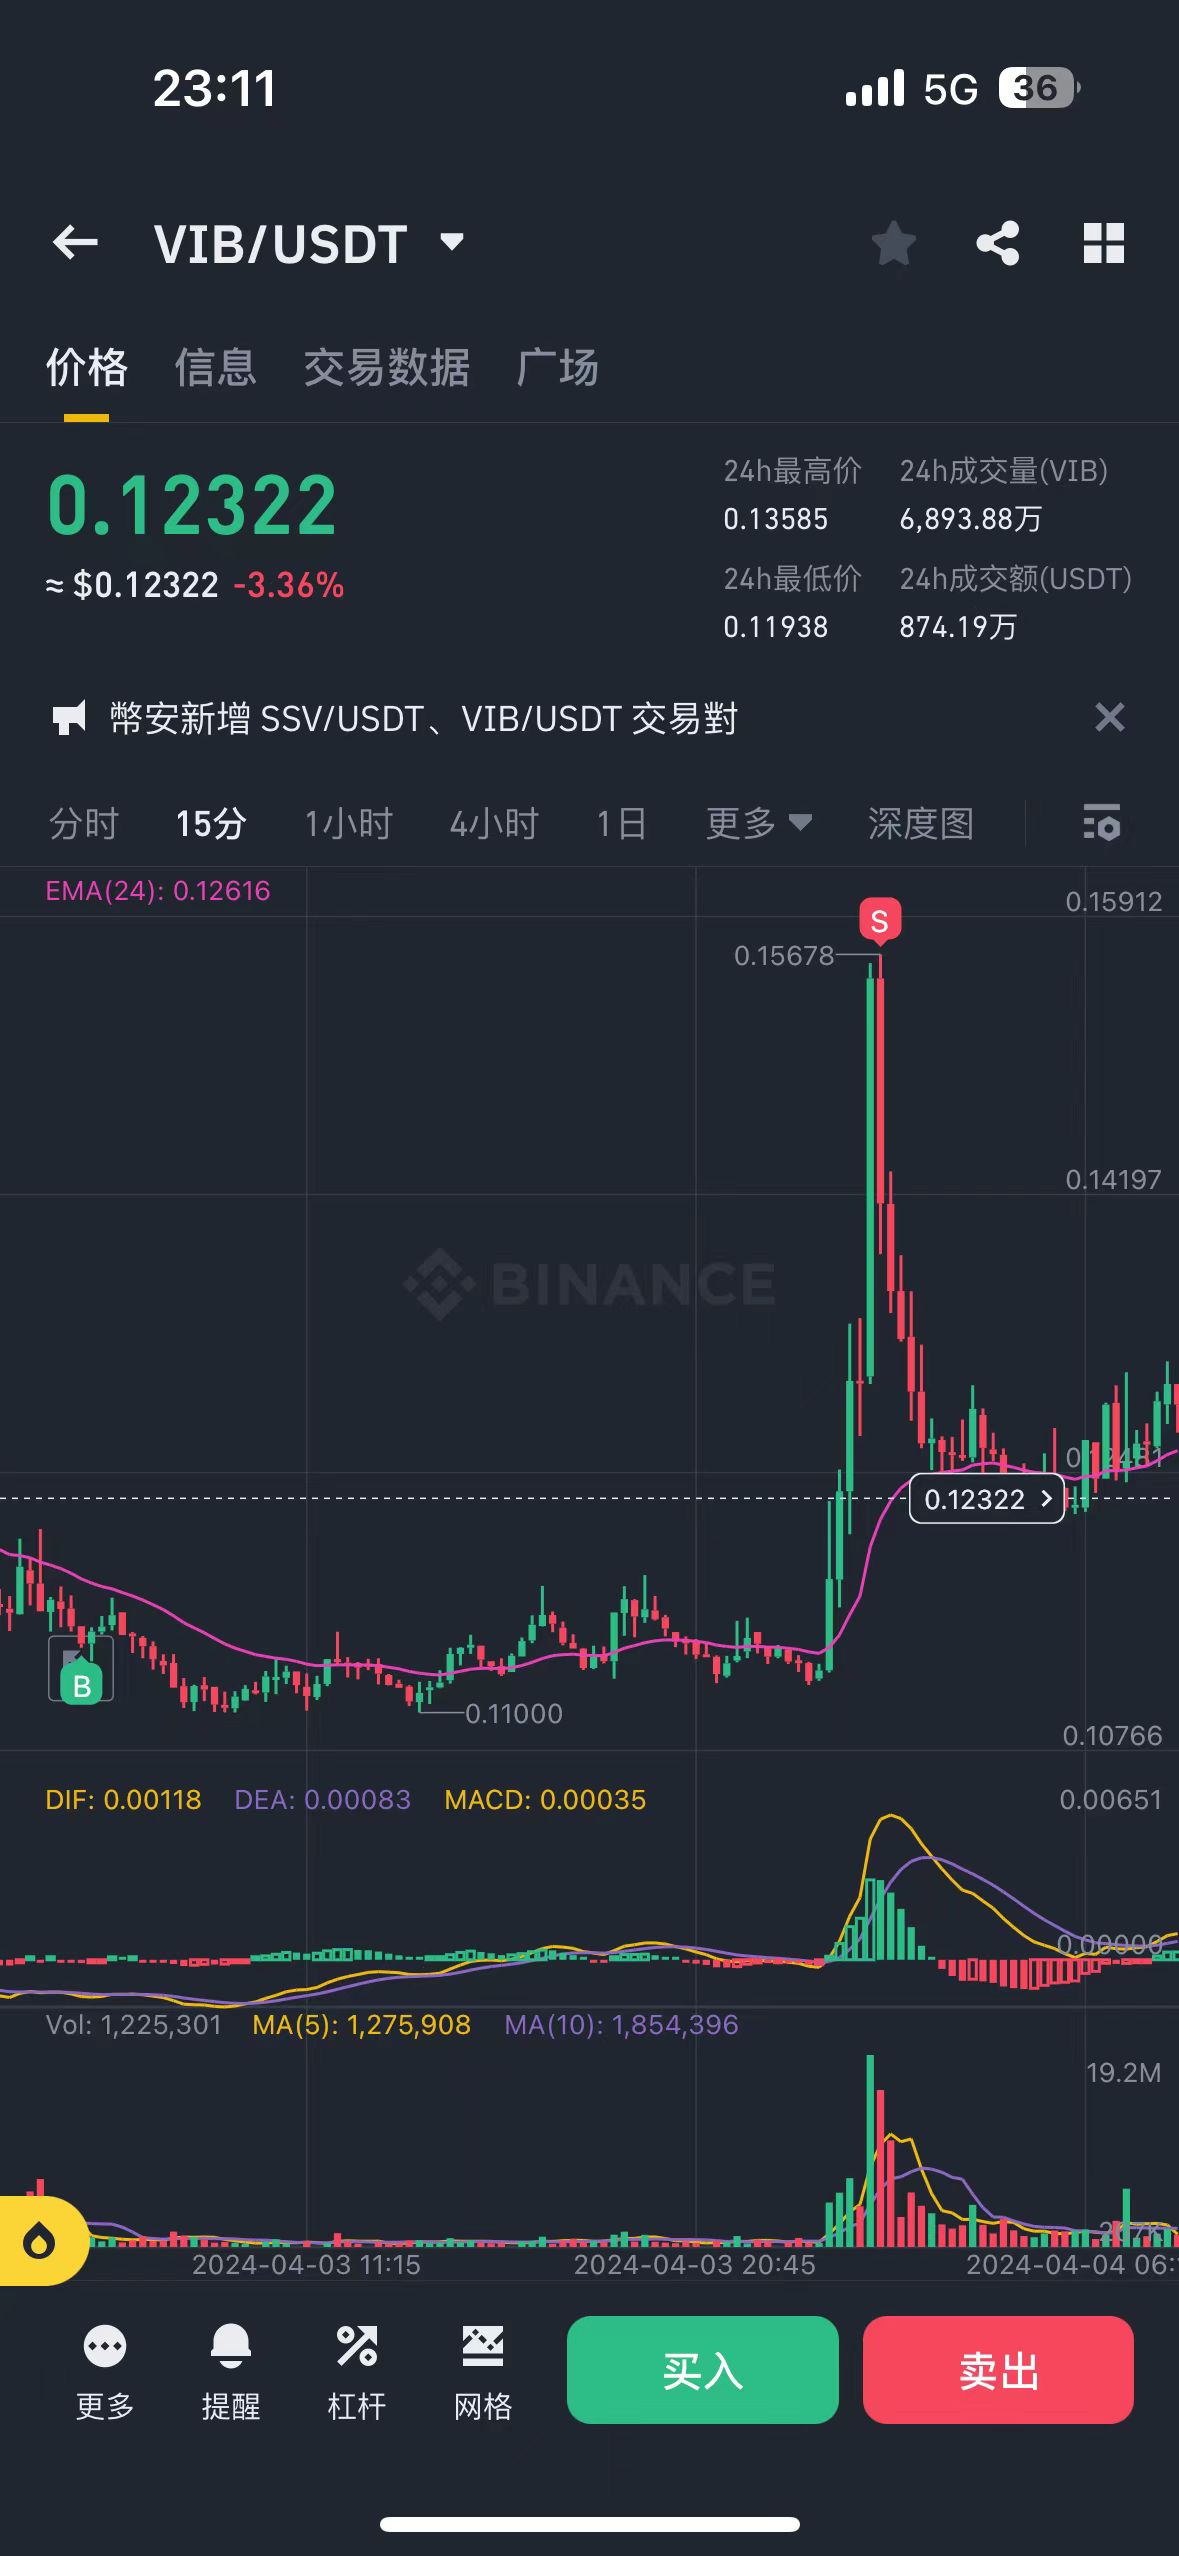 23:11
5G 36
VIB/USDT
价格 信息 交易数据 广场
0.12322
≈ $0.12322 -3.36%
24h最高价 24h成交量(VIB)
0.13585 6,893.88万
24h最低价 24h成交额(USDT)
0.11938 874.19万
幣安新增 SSV/USDT、VIB/USDT 交易對
分时 15分 1小时 4小时 1日 更多 深度图
EMA(24): 0.12616
0.15912
S
0.15678
0.14197
BINANCE
0.12481
0.12322
B
0.11000
0.10766
DIF: 0.00118 DEA: 0.00083 MACD: 0.00035
0.00651
0.00000
Vol: 1,225,301 MA(5): 1,275,908 MA(10): 1,854,396
19.2M
2024-04-03 11:15 2024-04-03 20:45 2024-04-04 06:
更多 提醒 杠杆 网格 买入 卖出